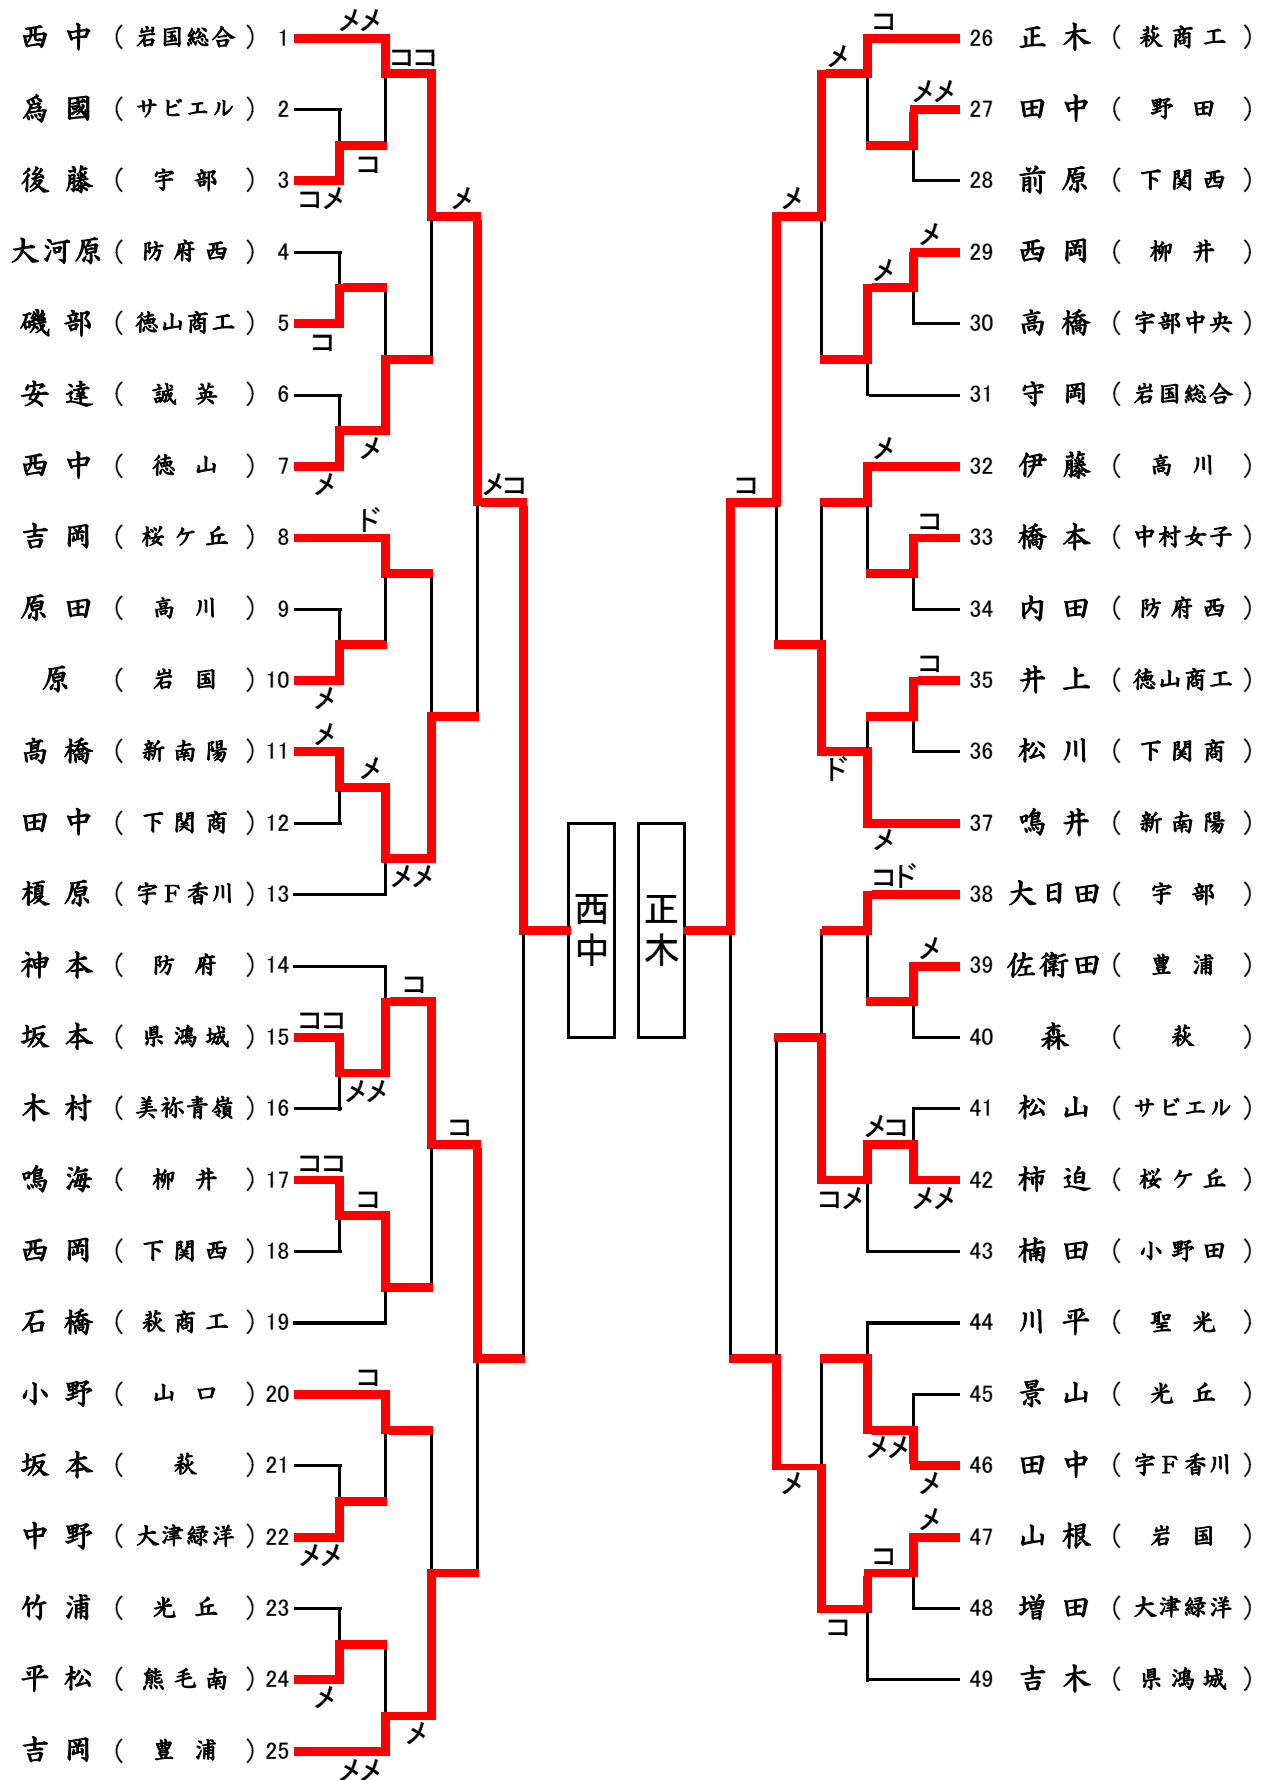 西中(岩国総合)1
爲國(サビエル)2
後藤(宇部)3
大河原(防府西)4
磯部(徳山商工)5
安達(誠英)6
西中(徳山)7
吉岡(桜ケ丘)8
原田(高川)9
原(岩国)10
髙橋(新南陽)11
田中(下関商)12
榎原(宇F香川)13
神本(防府)14
坂本(県鴻城)15
木村(美祢青嶺)16
鳴海(柳井)17
西岡(下関西)18
石橋(萩商工)19
小野(山口)20
坂本(萩)21
中野(大津緑洋)22
竹浦(光丘)23
平松(熊毛南)24
吉岡(豊浦)25
メメ
ココ
コ
コメ
メ
コ
メ
メ
メコ
ド
メ
メ
メ
メメ
コ
ココ
メメ
コ
ココ
コ
コ
メメ
メ
メ
メメ
西中
正木
26 正木(萩商工)
27 田中(野田)
28 前原(下関西)
29 西岡(柳井)
30 高橋(宇部中央)
31 守岡(岩国総合)
32 伊藤(高川)
33 橋本(中村女子)
34 内田(防府西)
35 井上(徳山商工)
36 松川(下関商)
37 鳴井(新南陽)
38 大日田(宇部)
39 佐衛田(豊浦)
40 森(萩)
41 松山(サビエル)
42 柿迫(桜ケ丘)
43 楠田(小野田)
44 川平(聖光)
45 景山(光丘)
46 田中(宇F香川)
47 山根(岩国)
48 増田(大津緑洋)
49 吉木(県鴻城)
コ
メ
メメ
メ
メ
メ
メ
コ
コ
コ
ド
メ
コド
メ
メコ
コメ
メメ
メメ
メ
メ
メ
コ
コ